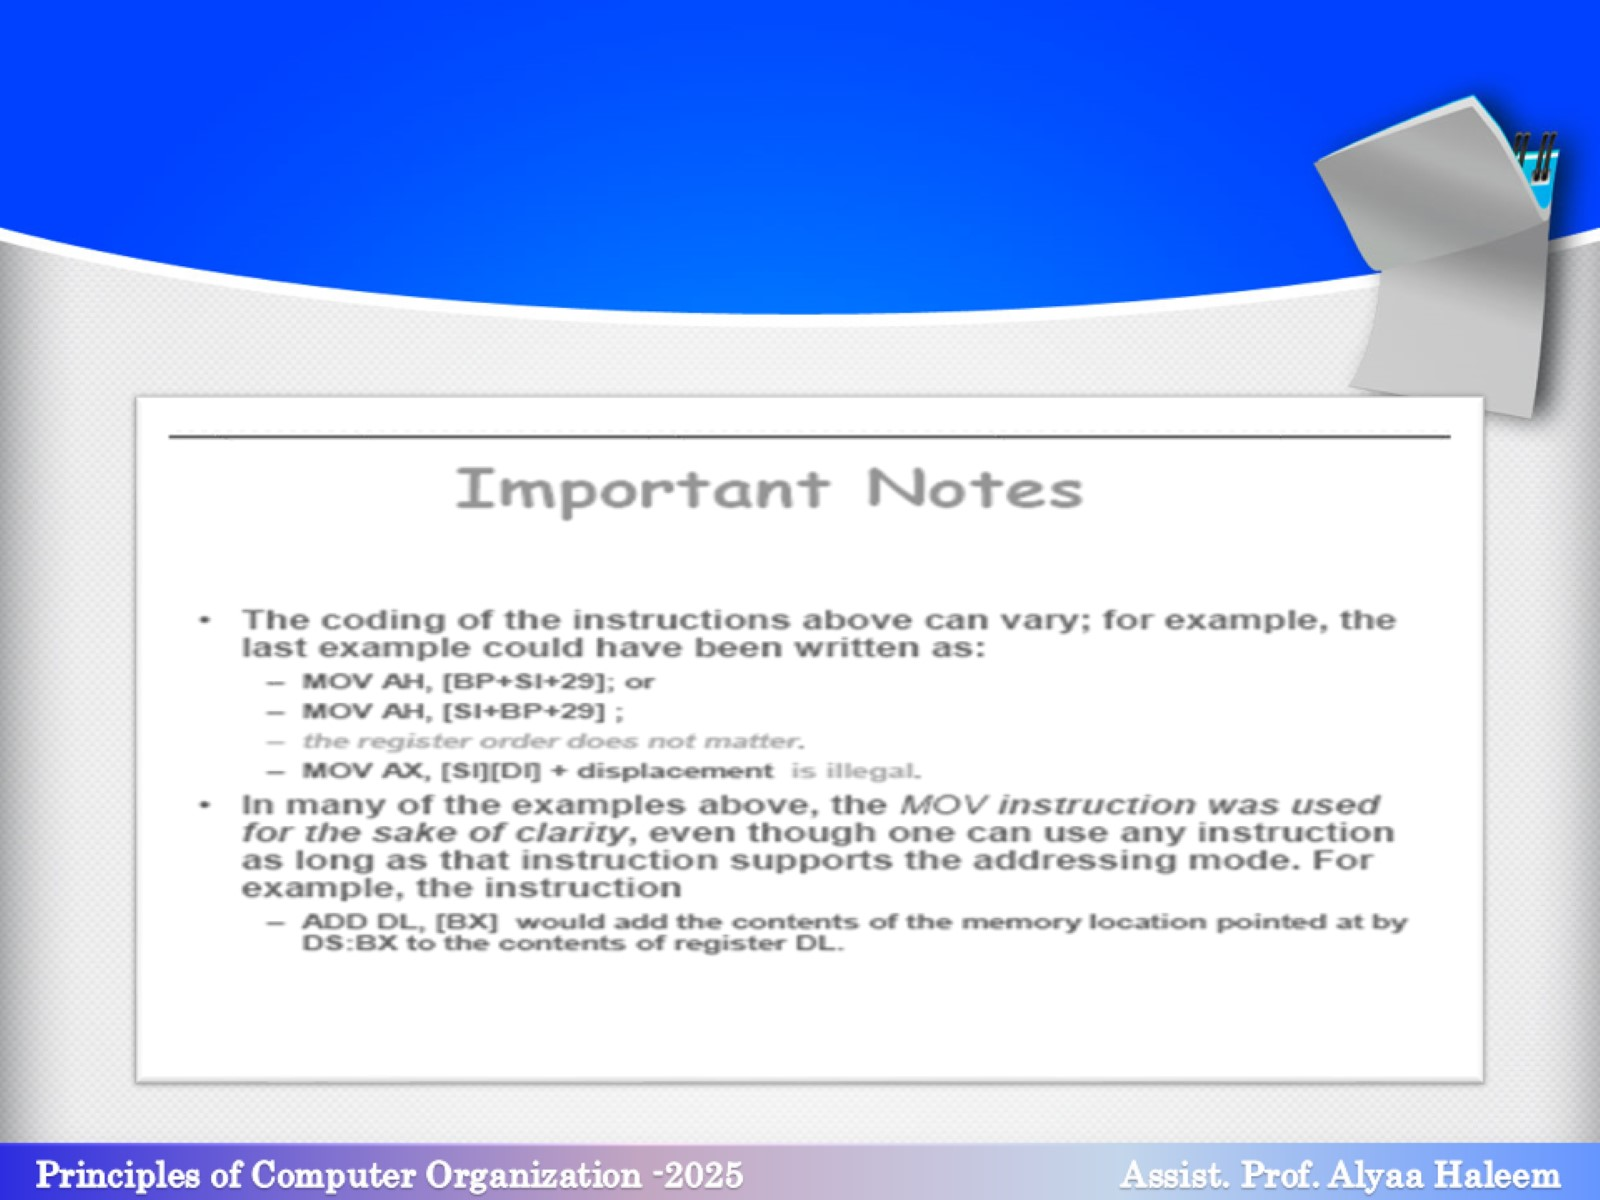 Important Notes
• The coding of the instructions above can vary; for example, the
last example could have been written as:
– MOV AH, [BP+SI+29]; or
– MOV AH, [SI+BP+29] ;
– the register order does not matter.
– MOV AX, [SI][DI] + displacement is illegal.
• In many of the examples above, the MOV instruction was used
for the sake of clarity, even though one can use any instruction
as long as that instruction supports the addressing mode. For
example, the instruction
– ADD DL, [BX] would add the contents of the memory location pointed at by
DS:BX to the contents of register DL.
Principles of Computer Organization -2025 Assist. Prof. Alyaa Haleem